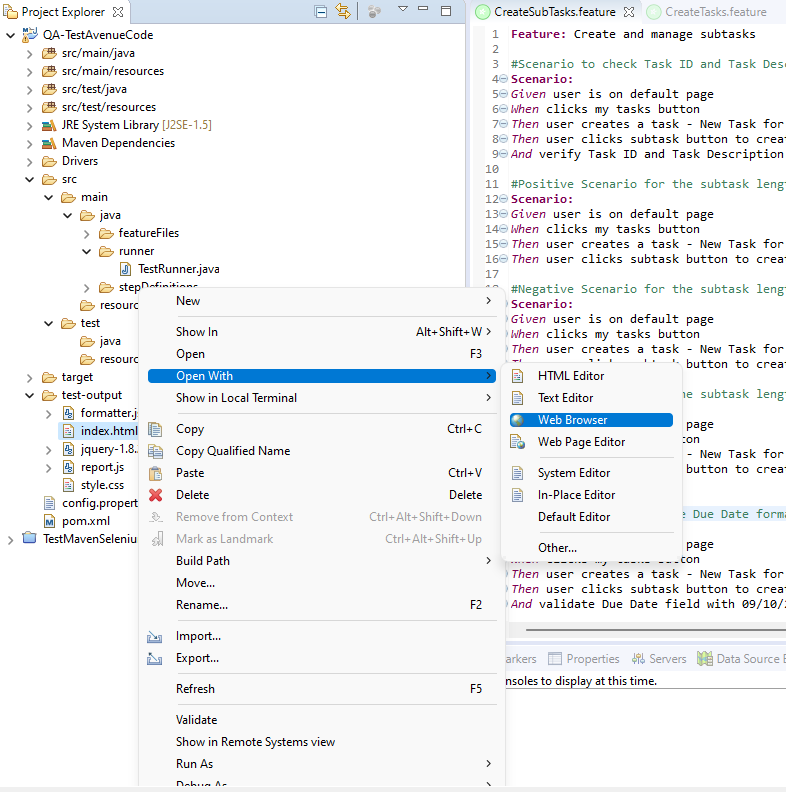 Project Explorer
QA-TestAvenueCode
src/main/java
src/main/resources
src/test/java
src/test/resources
JRE System Library [J2SE-1.5]
Maven Dependencies
Drivers
src
main
java
featureFiles
runner
TestRunner.java
stepDefinitions
resourc
test
java
resourc
target
test-output
formatter.j
index.html
jquery-1.8.
report.js
style.css
config.propert
pom.xml
TestMavenSeleniu
New
Show In Alt+Shift+W
Open F3
Open With
Show in Local Terminal
Copy Ctrl+C
Copy Qualified Name
Paste Ctrl+V
Delete Delete
Remove from Context Ctrl+Alt+Shift+Down
Mark as Landmark Ctrl+Alt+Shift+Up
Build Path
Move...
Rename... F2
Import...
Export...
Refresh F5
Validate
Show in Remote Systems view
Run As
Debug As
HTML Editor
Text Editor
Web Browser
Web Page Editor
System Editor
In-Place Editor
Default Editor
Other...
CreateSubTasks.feature
CreateTasks.feature
1 Feature: Create and manage subtasks
2
3 #Scenario to check Task ID and Task Des
4 Scenario:
5 Given user is on default page
6 When clicks my tasks button
7 Then user creates a task - New Task for
8 Then user clicks subtask button to creat
9 And verify Task ID and Task Description
10
11 #Positive Scenario for the subtask lengt
12 Scenario:
13 Given user is on default page
14 When clicks my tasks button
15 Then user creates a task - New Task for
16 Then user clicks subtask button to creat
17
#Negative Scenario for the subtask lengt
Scenario:
Given user is on default page
When clicks my tasks button
Then user creates a task - New Task for
subtask button to creat
e subtask lengt
page
on
- New Task for
button to creat
e Due Date forma
page
When clicks my tasks button
Then user creates a task - New Task for
Then user clicks subtask button to creat
And validate Due Date field with 09/10/2
arkers
Properties
Servers
Data Source E
nsoles to display at this time.